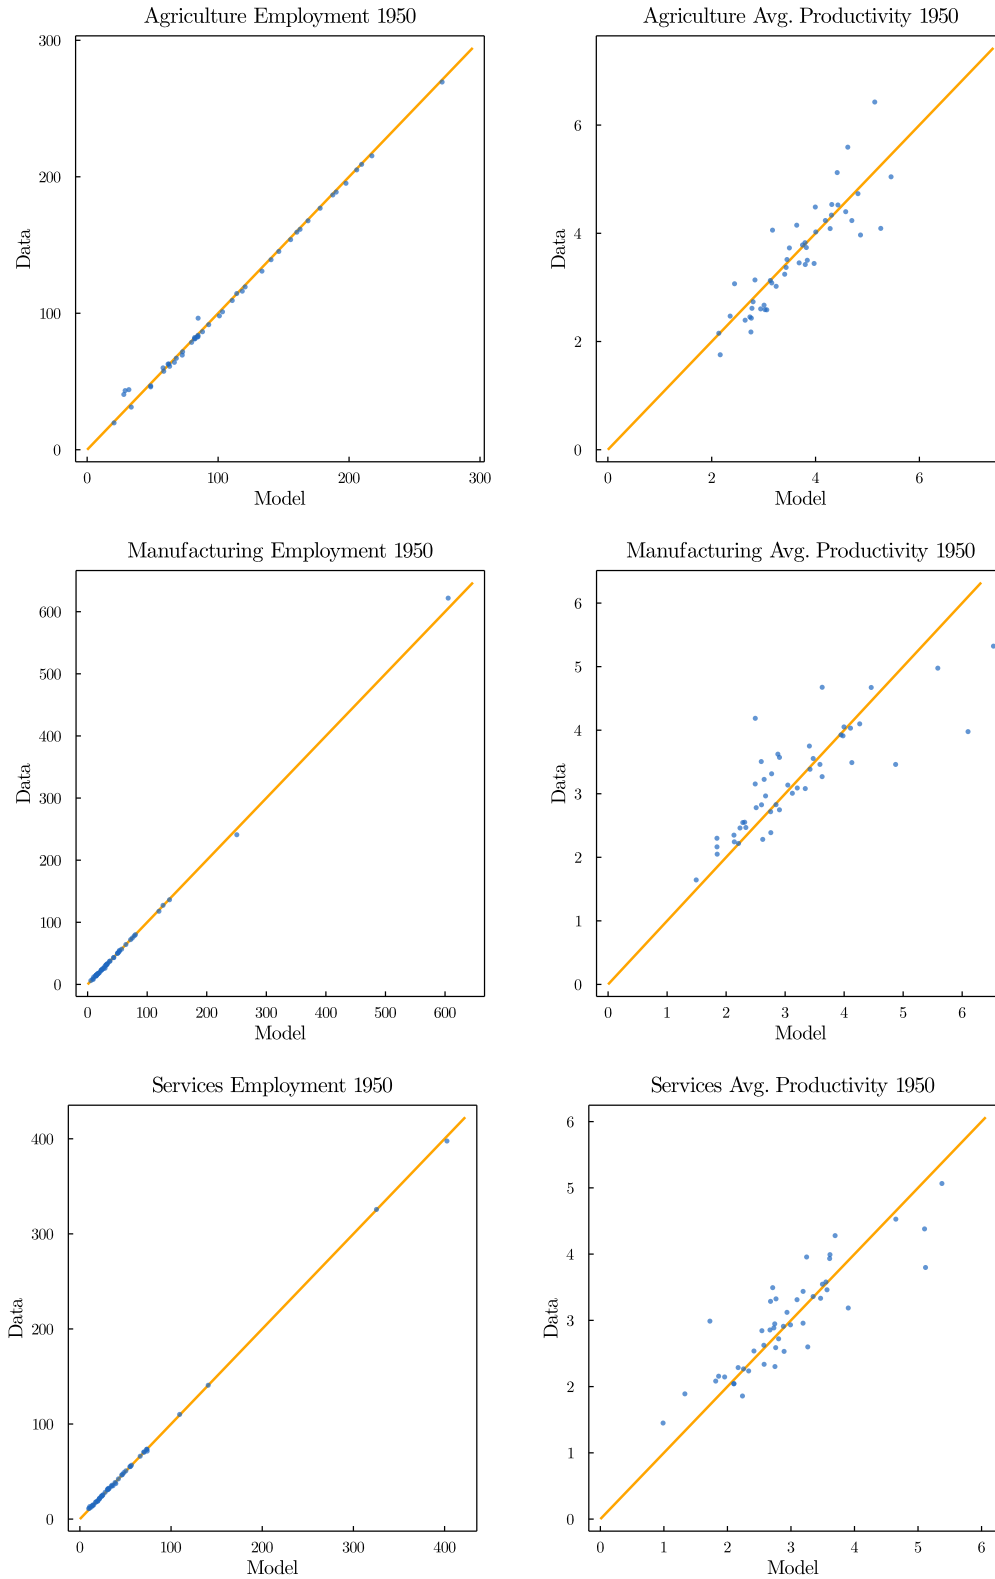 Agriculture Employment 1950
300
200
100
0
Data
0 100 200 300
Model
Agriculture Avg. Productivity 1950
6
4
2
0
Data
0 2 4 6
Model
Manufacturing Employment 1950
600
500
400
300
200
100
0
Data
0 100 200 300 400 500 600
Model
Manufacturing Avg. Productivity 1950
6
5
4
3
2
1
0
Data
0 1 2 3 4 5 6
Model
Services Employment 1950
400
300
200
100
0
Data
0 100 200 300 400
Model
Services Avg. Productivity 1950
6
5
4
3
2
1
0
Data
0 1 2 3 4 5 6
Model